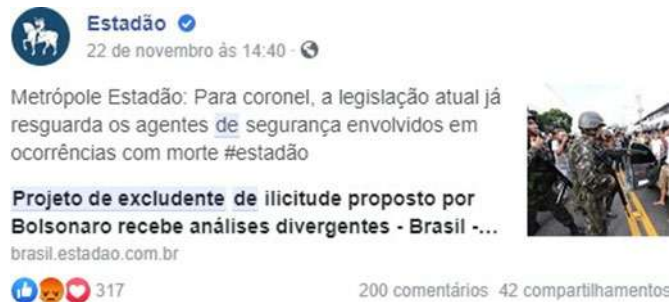 Estadão
22 de novembro às 14:40 ·
Metrópole Estadão: Para coronel, a legislação atual já
resguarda os agentes de segurança envolvidos em
ocorrências com morte #estadão
Projeto de excludente de ilicitude proposto por
Bolsonaro recebe análises divergentes - Brasil -...
brasil.estadao.com.br
317
200 comentários 42 compartilhamentos